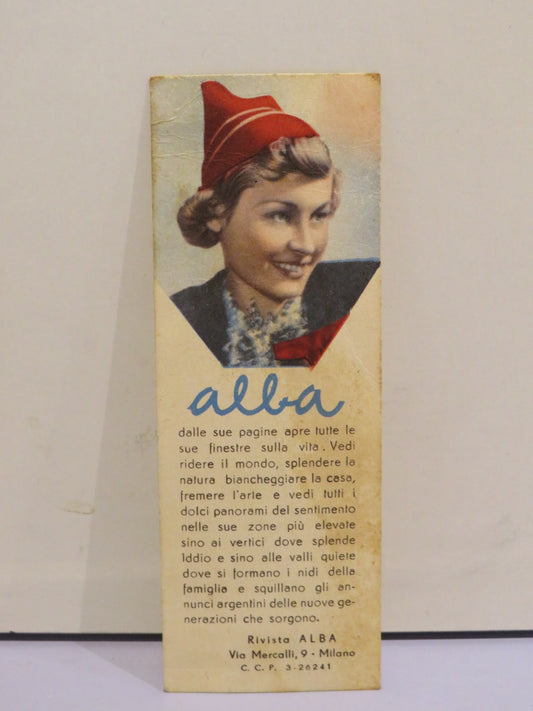 alba
dalle sue pagine apre tutte le
sue finestre sulla vita. Vedi
ridere il mondo, splendere la
natura biancheggiare la casa,
fremere l'arte e vedi tutti i
dolci panorami del sentimento
nelle sue zone più elevate
sino ai vertici dove splende
Iddio e sino alle valli quiete
dove si formano i nidi della
famiglia e squillano gli an-
nunci argentini delle nuove ge-
nerazioni che sorgono.
Rivista ALBA
Via Mercalli, 9 - Milano
C. C. P. 3-26241